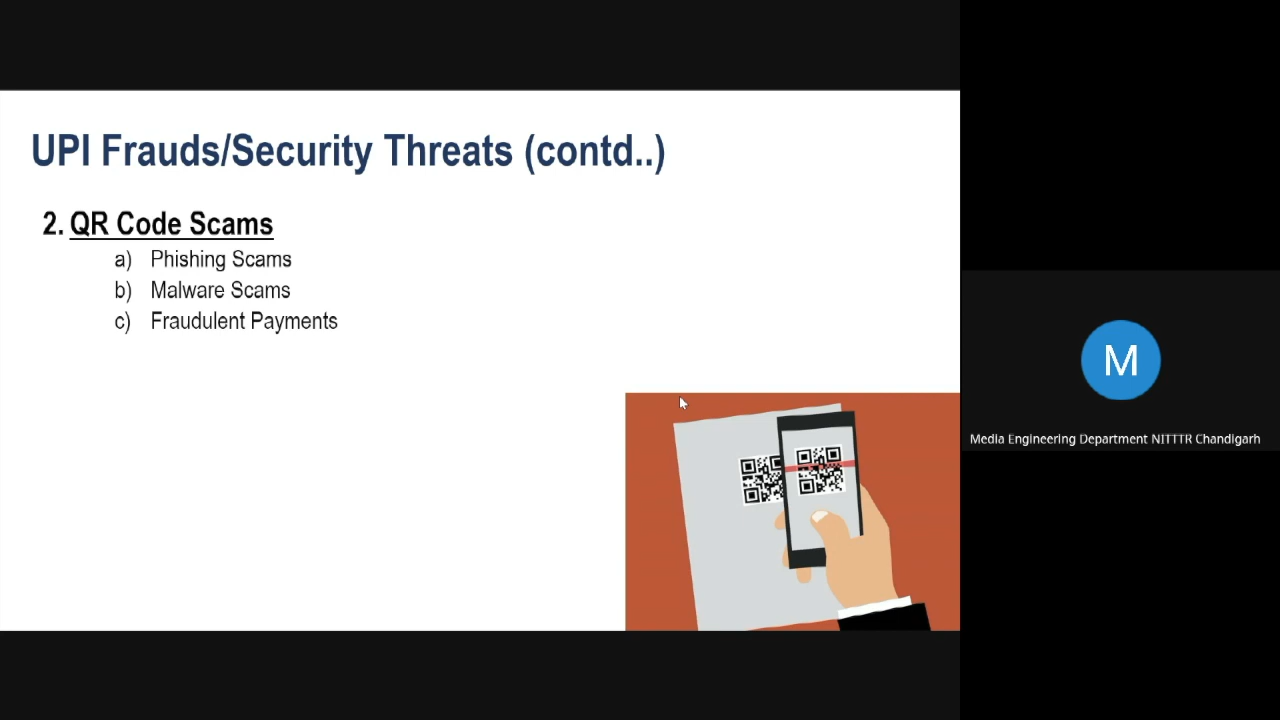 UPI Frauds/Security Threats (contd..)
2. QR Code Scams
a) Phishing Scams
b) Malware Scams
c) Fraudulent Payments
M
Media Engineering Department NITTTR Chandigarh